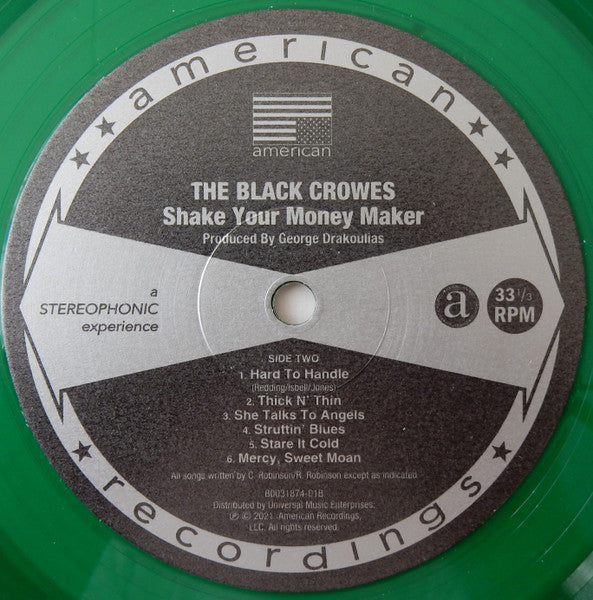 american
american
THE BLACK CROWES
Shake Your Money Maker
Produced By George Drakoulias
a
STEREOPHONIC
experience
a
33 1/3
RPM
SIDE TWO
1. Hard To Handle
(Redding/Isbell/Jones)
2. Thick N' Thin
3. She Talks To Angels
4. Struttin' Blues
5. Stare It Cold
6. Mercy, Sweet Moan
All songs written by C. Robinson/R. Robinson except as indicated.
B0031874-01B
Distributed by Universal Music Enterprises.
℗ © 2021 American Recordings,
LLC. All rights reserved.
recordings